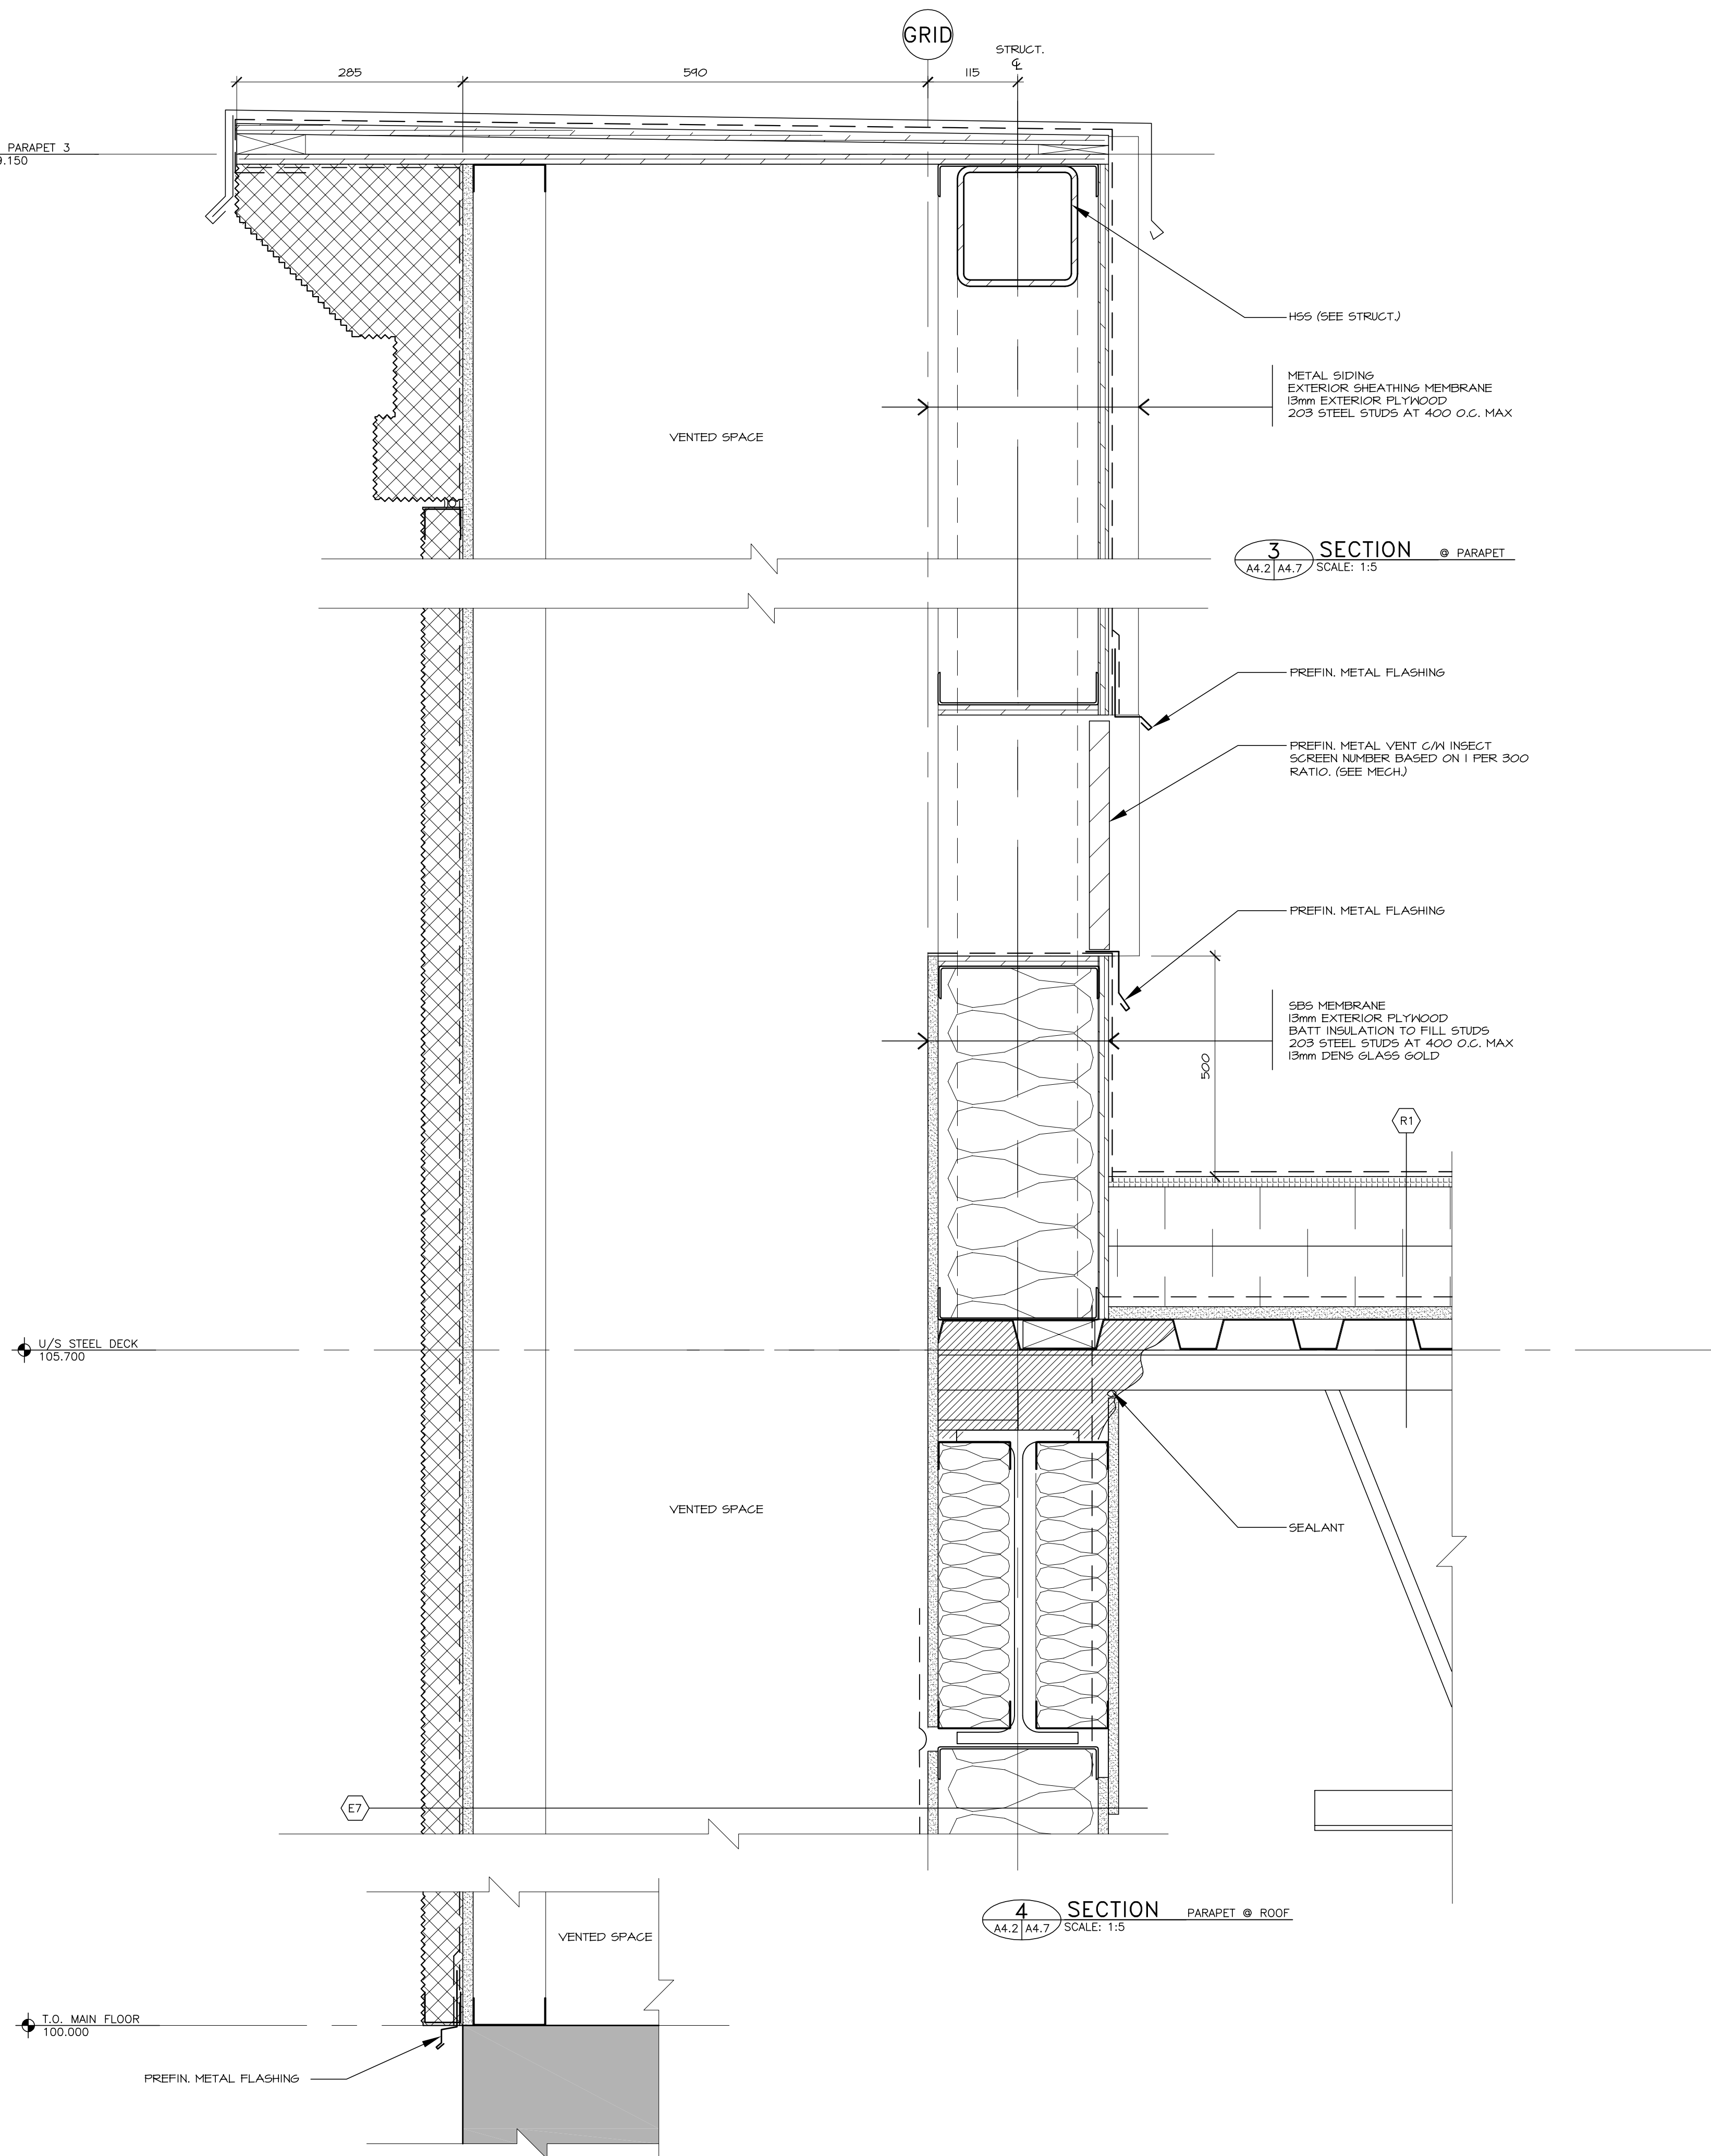 GRID
STRUCT.
℄
285
590
115
PARAPET 3
9.150
HSS (SEE STRUCT.)
METAL SIDING
EXTERIOR SHEATHING MEMBRANE
13mm EXTERIOR PLYWOOD
203 STEEL STUDS AT 400 O.C. MAX
VENTED SPACE
3
A4.2
A4.7
SECTION
@ PARAPET
SCALE: 1:5
PREFIN. METAL FLASHING
PREFIN. METAL VENT C/W INSECT
SCREEN NUMBER BASED ON 1 PER 300
RATIO. (SEE MECH.)
PREFIN. METAL FLASHING
SBS MEMBRANE
13mm EXTERIOR PLYWOOD
BATT INSULATION TO FILL STUDS
203 STEEL STUDS AT 400 O.C. MAX
13mm DENS GLASS GOLD
500
R1
U/S STEEL DECK
105.700
VENTED SPACE
SEALANT
E7
4
A4.2
A4.7
SECTION
PARAPET @ ROOF
SCALE: 1:5
VENTED SPACE
T.O. MAIN FLOOR
100.000
PREFIN. METAL FLASHING